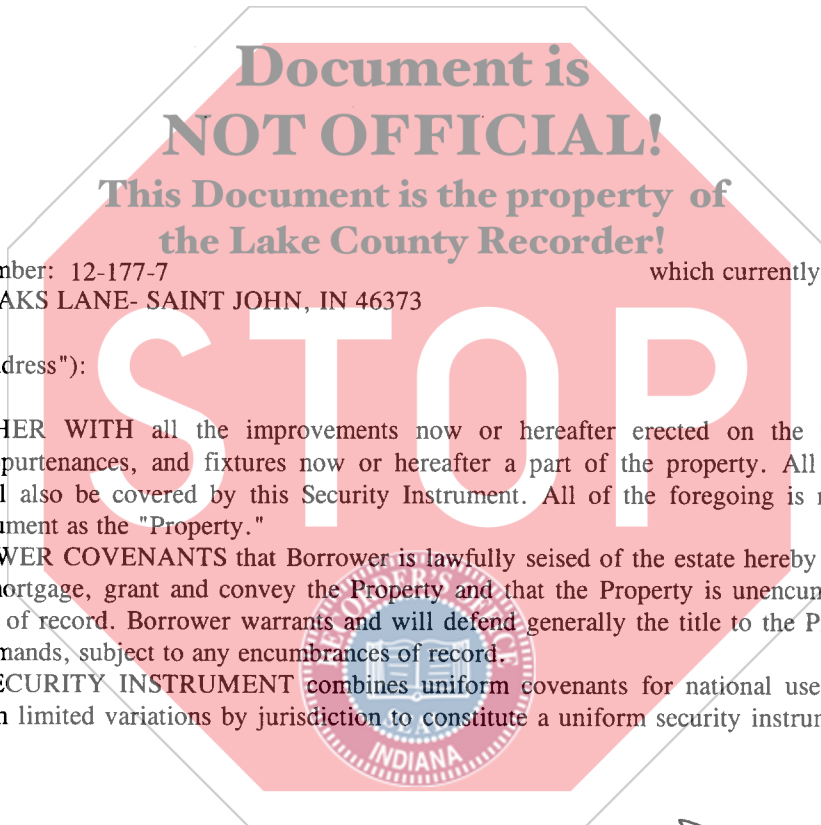 Document is
NOT OFFICIAL!
This Document is the property of
the Lake County Recorder!
mber: 12-177-7 which currently
AKS LANE- SAINT JOHN, IN 46373
dress"):
STOP
HER WITH all the improvements now or hereafter erected on the
purtenances, and fixtures now or hereafter a part of the property. All
l also be covered by this Security Instrument. All of the foregoing is r
ument as the "Property."
WER COVENANTS that Borrower is lawfully seised of the estate hereby
ortgage, grant and convey the Property and that the Property is unencum
of record. Borrower warrants and will defend generally the title to the P
mands, subject to any encumbrances of record.
ECURITY INSTRUMENT combines uniform covenants for national use
n limited variations by jurisdiction to constitute a uniform security instrum
RECORDER'S OFFICE
SEAL
INDIANA